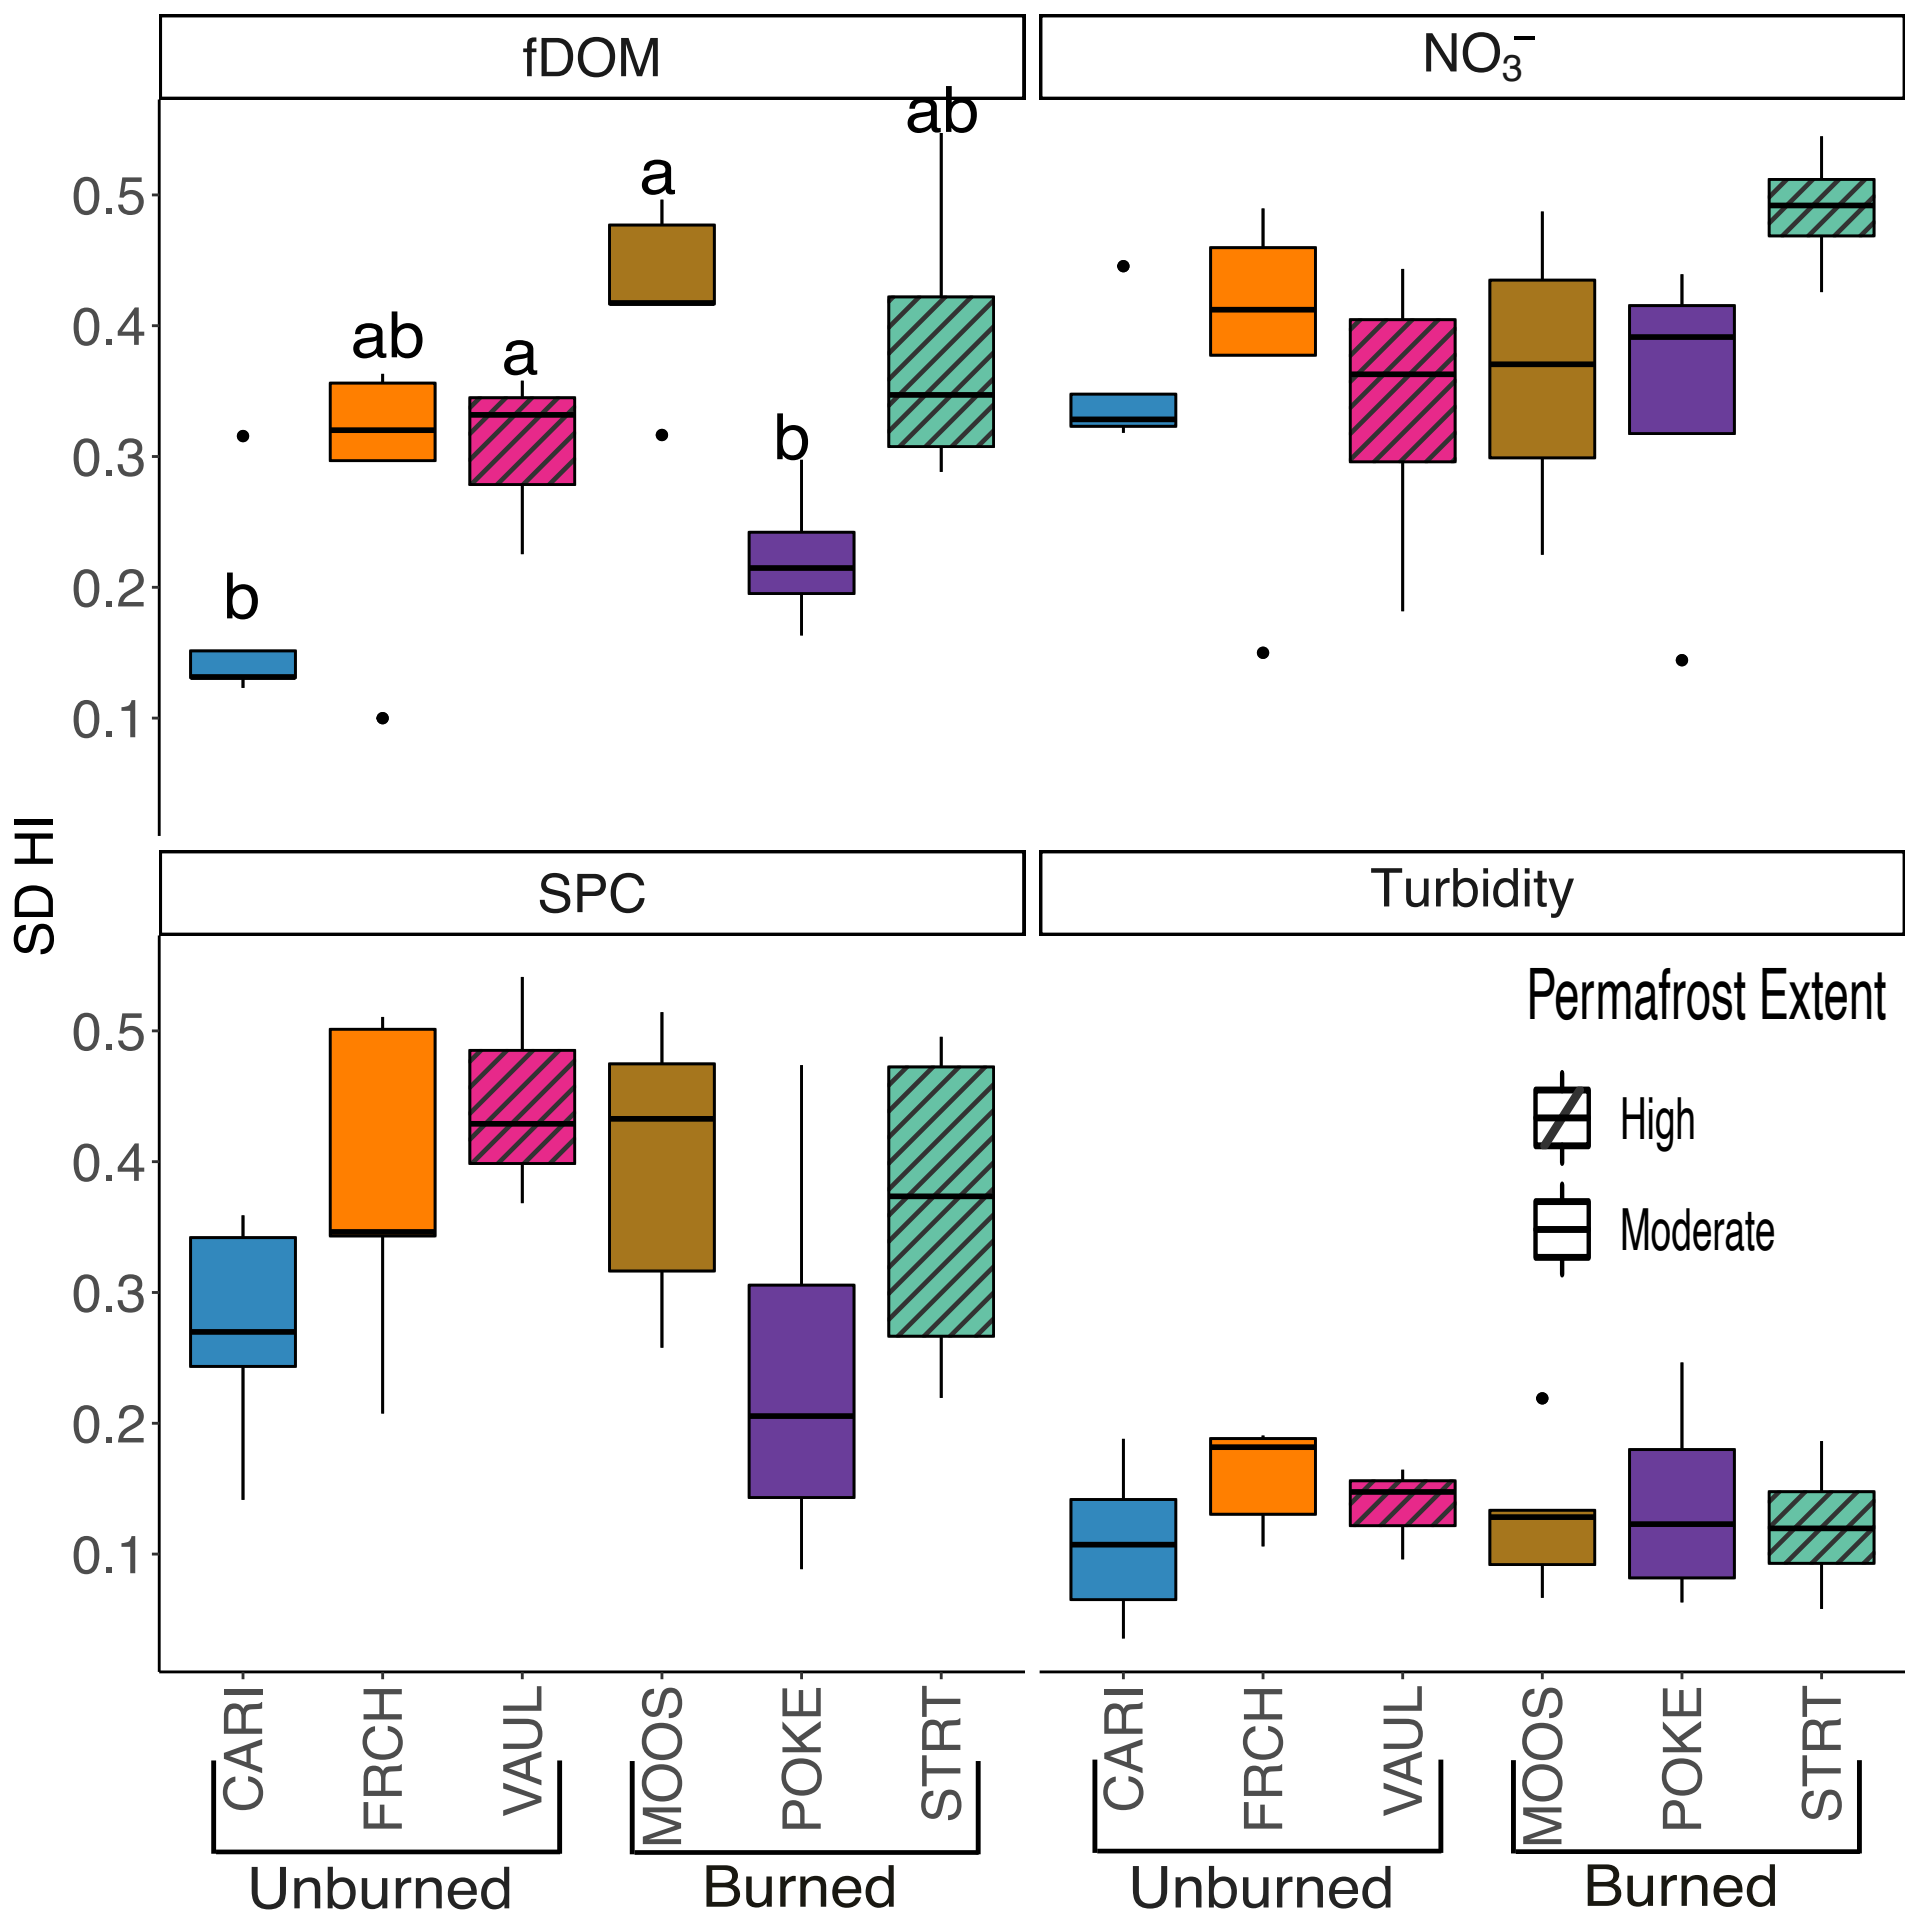 fDOM
NO₃⁻
ab
a
0.5
ab
a
0.4
b
0.3
b
0.2
0.1
SD HI
SPC
Turbidity
Permafrost Extent
0.5
High
0.4
Moderate
0.3
0.2
0.1
CARI
FRCH
VAUL
MOOS
POKE
STRT
CARI
FRCH
VAUL
MOOS
POKE
STRT
Unburned
Burned
Unburned
Burned